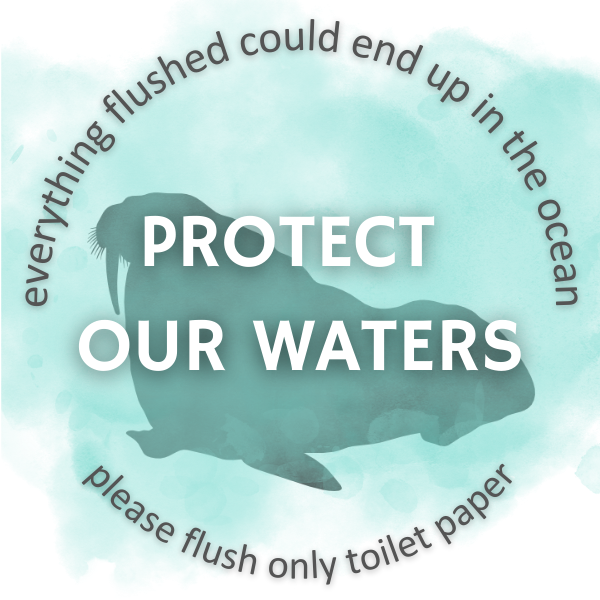 everything flushed could end up in the ocean
PROTECT
OUR WATERS
please flush only toilet paper